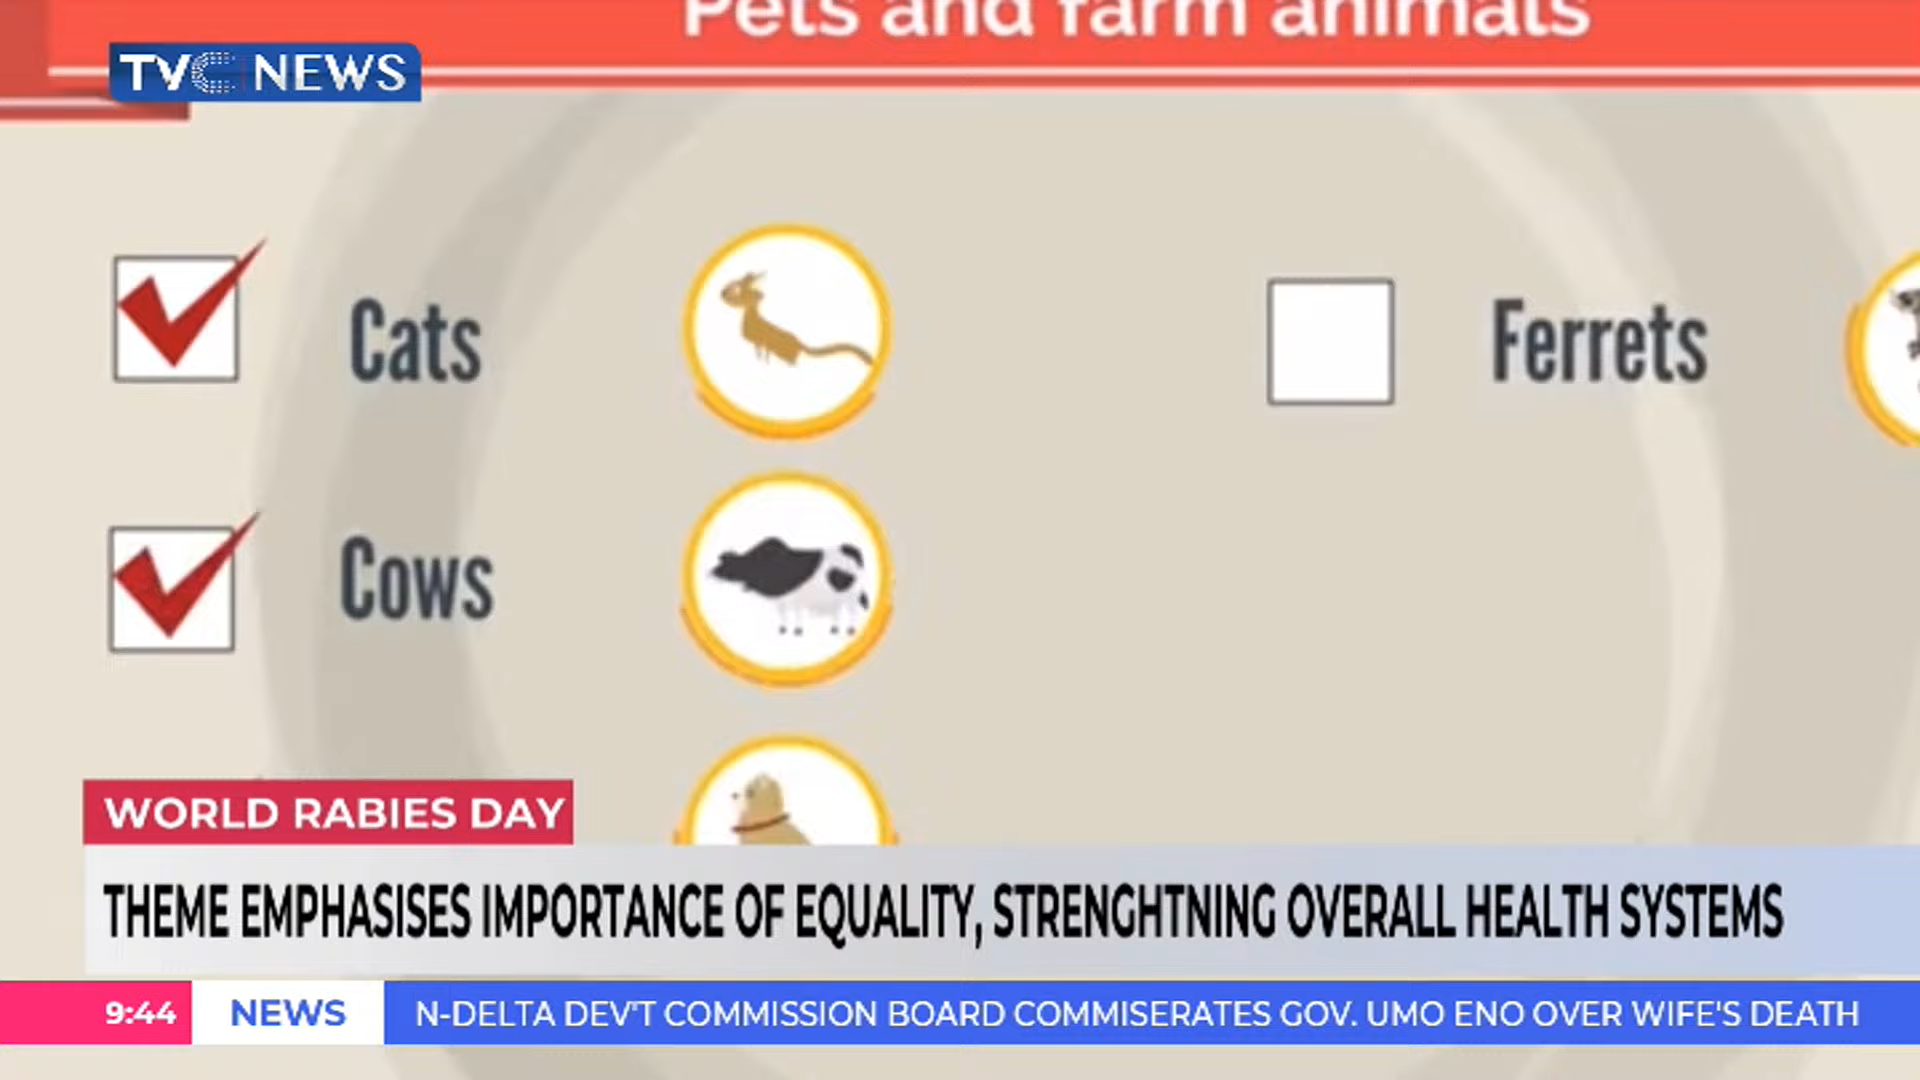 Pets and farm animals
TVC NEWS
Cats
Ferrets
Cows
WORLD RABIES DAY
THEME EMPHASISES IMPORTANCE OF EQUALITY, STRENGHTNING OVERALL HEALTH SYSTEMS
9:44 NEWS N-DELTA DEV'T COMMISSION BOARD COMMISERATES GOV. UMO ENO OVER WIFE'S DEATH